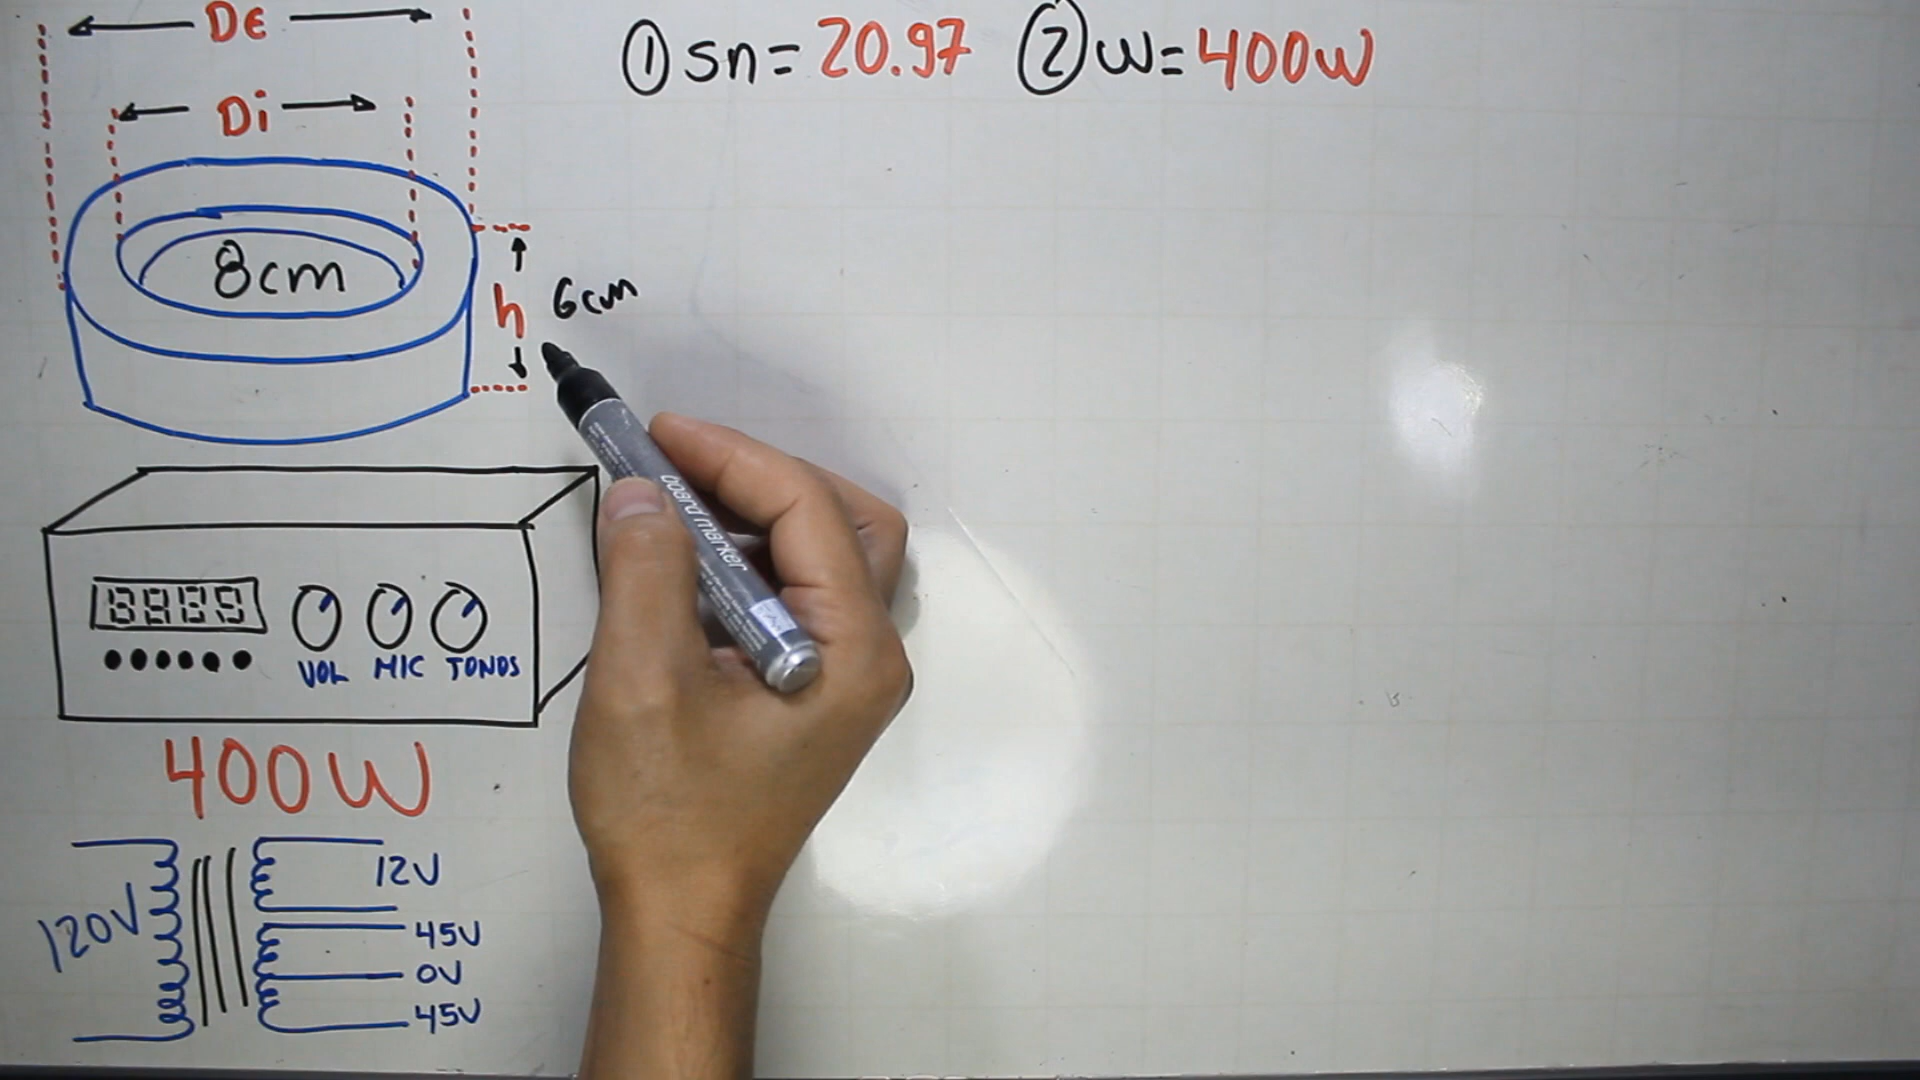 De
① sn = 20.97 ② W = 400W
Di
8cm
h 6cm
board marker
8889
VOL MIC TONOS
400W
120V
12V
45V
0V
45V